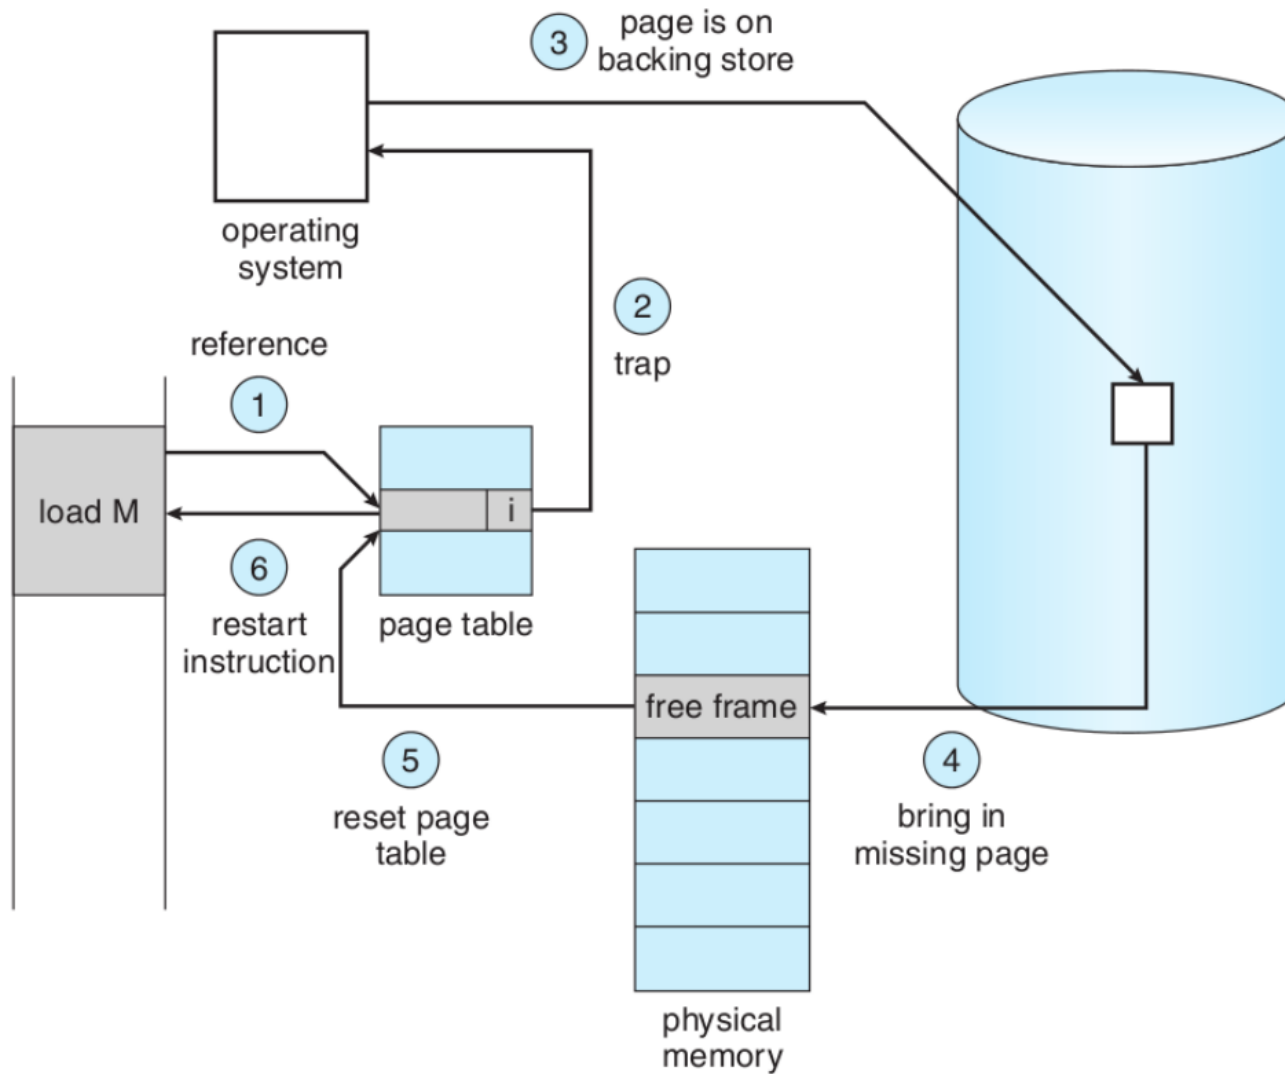 3
page is on
backing store
operating
system
2
trap
reference
1
load M
i
6
restart
instruction
page table
free frame
5
reset page
table
4
bring in
missing page
physical
memory